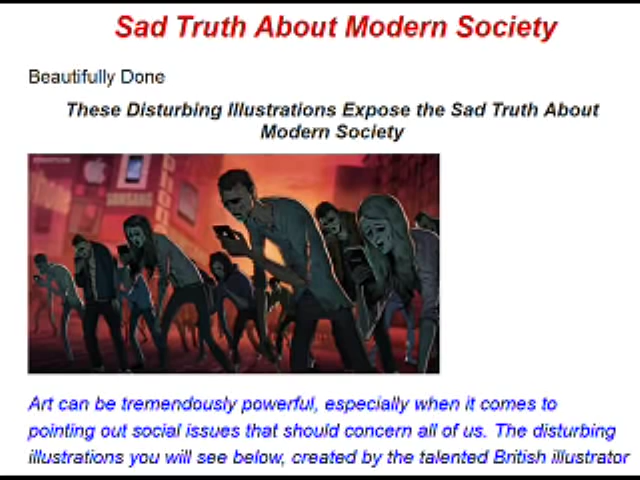 Sad Truth About Modern Society
Beautifully Done
These Disturbing Illustrations Expose the Sad Truth About
Modern Society
SAMSUNG
Art can be tremendously powerful, especially when it comes to
pointing out social issues that should concern all of us. The disturbing
illustrations you will see below, created by the talented British illustrator